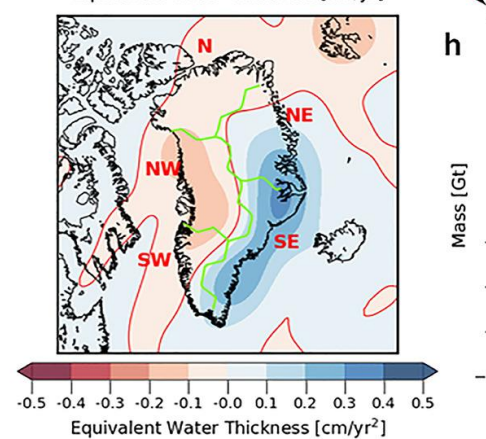 h
N
NE
NW
SW
SE
Mass [Gt]
-0.5 -0.4 -0.3 -0.2 -0.1 -0.0 0.1 0.2 0.3 0.4 0.5
Equivalent Water Thickness [cm/yr²]